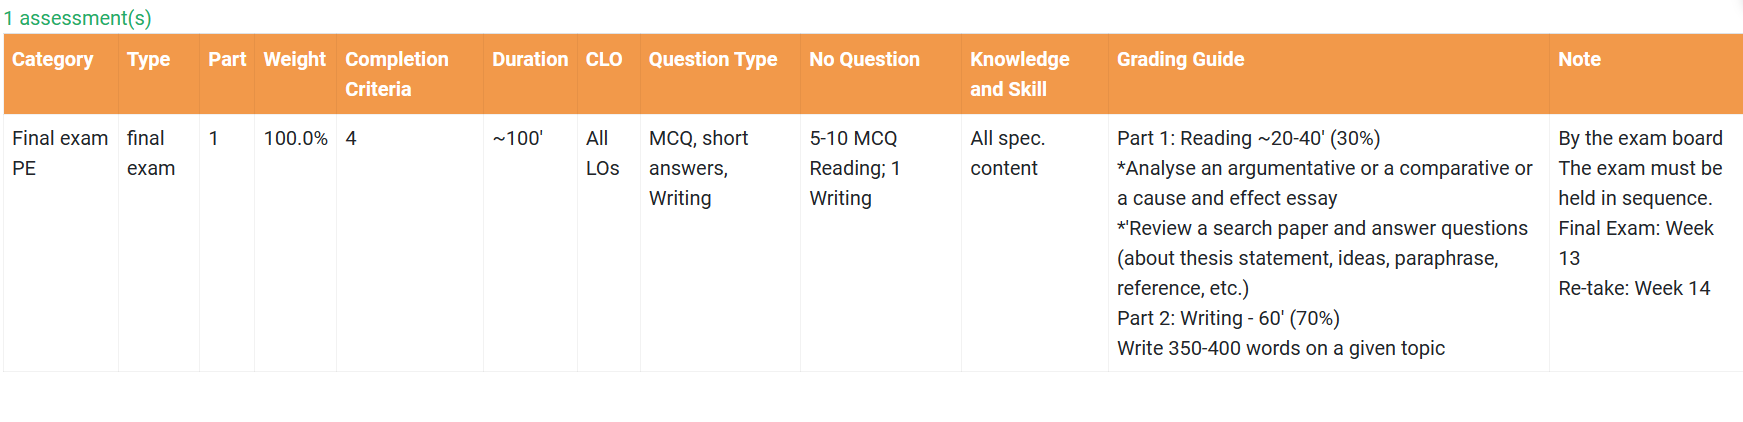 1 assessment(s)
Category
Type
Part
Weight
Completion
Criteria
Duration
CLO
Question Type
No Question
Knowledge
and Skill
Grading Guide
Note
Final exam
PE
final
exam
1
100.0%
4
~100'
All
LOs
MCQ, short
answers,
Writing
5-10 MCQ
Reading; 1
Writing
All spec.
content
Part 1: Reading ~20-40' (30%)
*Analyse an argumentative or a comparative or
a cause and effect essay
*'Review a search paper and answer questions
(about thesis statement, ideas, paraphrase,
reference, etc.)
Part 2: Writing - 60' (70%)
Write 350-400 words on a given topic
By the exam board
The exam must be
held in sequence.
Final Exam: Week
13
Re-take: Week 14